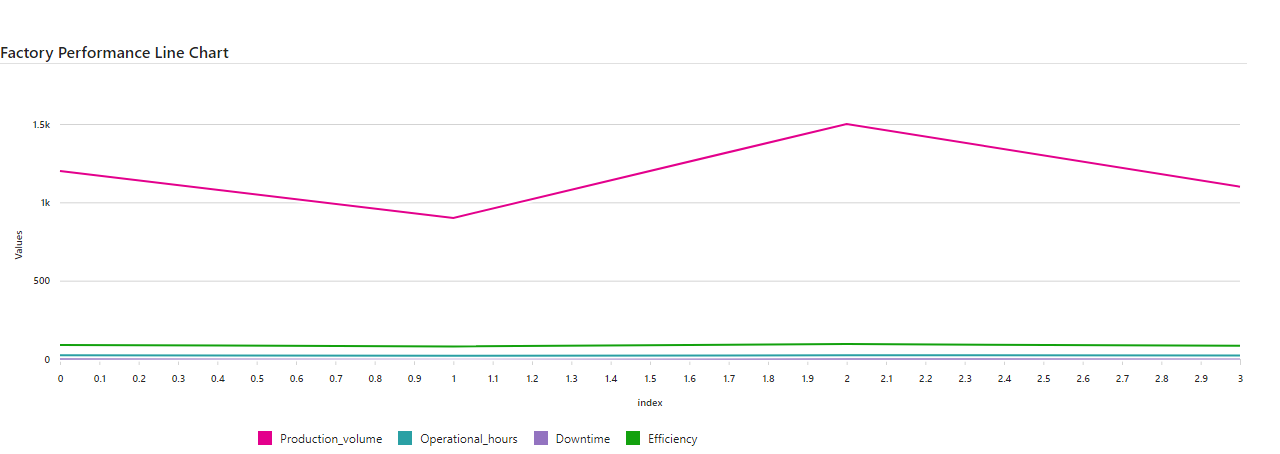 Factory Performance Line Chart
1.5k
1k
500
0
Values
0 0.1 0.2 0.3 0.4 0.5 0.6 0.7 0.8 0.9 1 1.1 1.2 1.3 1.4 1.5 1.6 1.7 1.8 1.9 2 2.1 2.2 2.3 2.4 2.5 2.6 2.7 2.8 2.9 3
index
Production_volume Operational_hours Downtime Efficiency